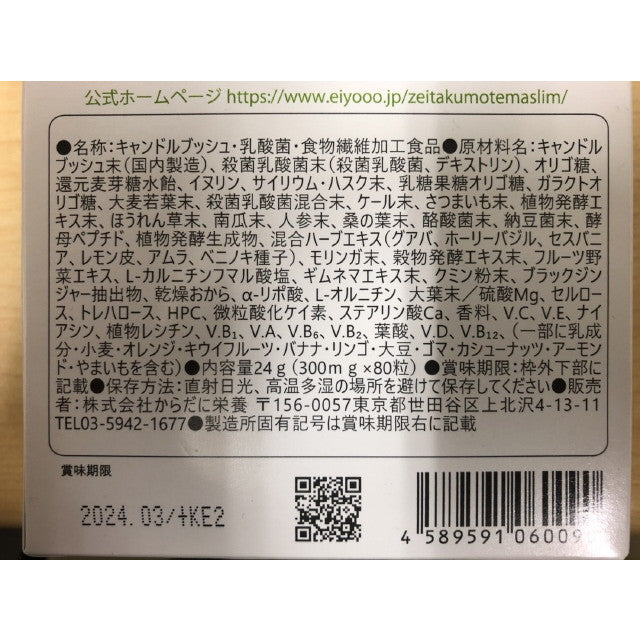 公式ホームページ https://www.eiyooo.jp/zeitakumotemaslim/
●名称：キャンドルブッシュ・乳酸菌・食物繊維加工食品●原材料名：キャンドル
ブッシュ末（国内製造）、殺菌乳酸菌末（殺菌乳酸菌、デキストリン）、オリゴ糖、
還元麦芽糖水飴、イヌリン、サイリウム・ハスク末、乳糖果糖オリゴ糖、ガラクトオ
リゴ糖、大麦若葉末、殺菌乳酸菌混合末、ケール末、さつまいも末、植物発酵エ
キス末、ほうれん草末、南瓜末、人参末、桑の葉末、酪酸菌末、納豆菌末、酵
母ペプチド、植物発酵生成物、混合ハーブエキス（グアバ、ホーリーバジル、セスバニ
ア、レモン皮、アムラ、ベニノキ種子）、モリンガ末、穀物発酵エキス末、フルーツ野
菜エキス、L-カルニチンフマル酸塩、ギムネマエキス末、クミン粉末、ブラックジン
ジャー抽出物、乾燥おから、α-リポ酸、L-オルニチン、大葉末／硫酸Mg、セルロー
ス、トレハロース、HPC、微粒酸化ケイ素、ステアリン酸Ca、香料、V.C、V.E、ナイ
アシン、植物レシチン、V.B₁、V.A、V.B₆、V.B₂、葉酸、V.D、V.B₁₂、（一部に乳成
分・小麦・オレンジ・キウイフルーツ・バナナ・リンゴ・大豆・ゴマ・カシューナッツ・アーモン
ド・やまいもを含む）●内容量24g（300mg×80粒）●賞味期限：枠外下部に
記載●保存方法：直射日光、高温多湿の場所を避けて保存してください●販売
者：株式会社からだに栄養 〒156-0057東京都世田谷区上北沢4-13-11
TEL03-5942-1677●製造所固有記号は賞味期限右に記載
賞味期限
2024.03/4KE2
4 589591 06009